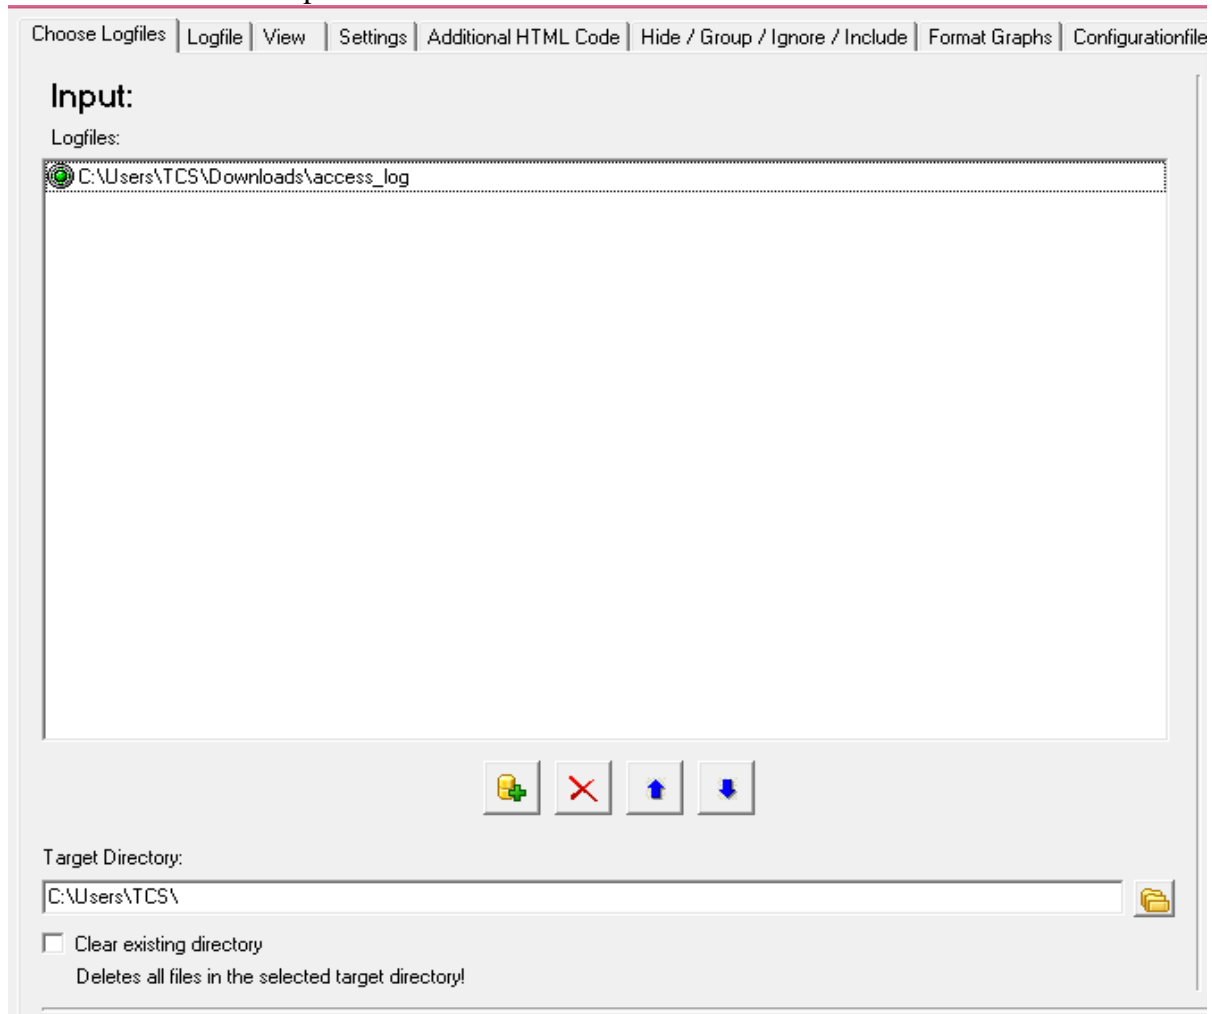 Choose Logfiles Logfile View Settings Additional HTML Code Hide / Group / Ignore / Include Format Graphs Configurationfile
Input:
Logfiles:
C:\Users\TCS\Downloads\access_log
Target Directory:
C:\Users\TCS\
Clear existing directory
Deletes all files in the selected target directory!